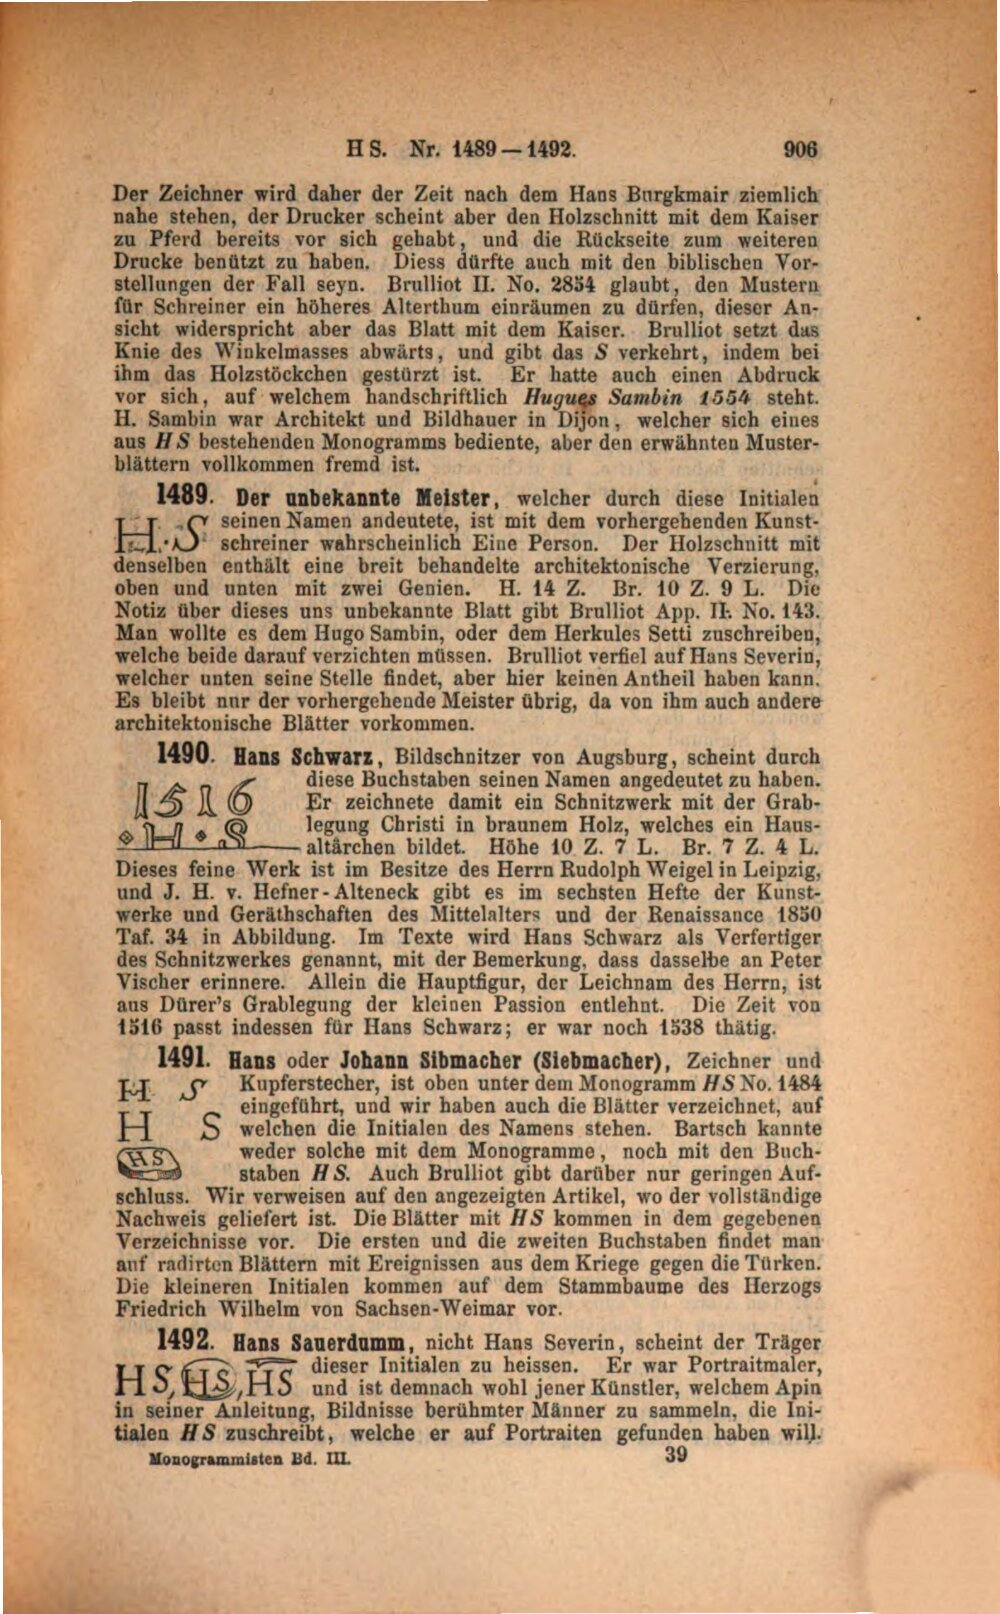 H S. Nr. 1489 — 1492. 906
Der Zeichner wird daher der Zeit nach dem Hans Burgkmair ziemlich
nahe stehen, der Drucker scheint aber den Holzschnitt mit dem Kaiser
zu Pferd bereits vor sich gehabt, und die Rückseite zum weiteren
Drucke benützt zu haben. Diess dürfte auch mit den biblischen Vor-
stellungen der Fall seyn. Brulliot II. No. 2854 glaubt, den Mustern
für Schreiner ein höheres Alterthum einräumen zu dürfen, dieser An-
sicht widerspricht aber das Blatt mit dem Kaiser. Brulliot setzt das
Knie des Winkelmasses abwärts, und gibt das S verkehrt, indem bei
ihm das Holzstöckchen gestürzt ist. Er hatte auch einen Abdruck
vor sich, auf welchem handschriftlich Hugues Sambin 1554 steht.
H. Sambin war Architekt und Bildhauer in Dijon, welcher sich eines
aus H S bestehenden Monogramms bediente, aber den erwähnten Muster-
blättern vollkommen fremd ist.
1489. Der unbekannte Meister, welcher durch diese Initialen
H.S seinen Namen andeutete, ist mit dem vorhergehenden Kunst-
schreiner wahrscheinlich Eine Person. Der Holzschnitt mit
denselben enthält eine breit behandelte architektonische Verzierung,
oben und unten mit zwei Genien. H. 14 Z. Br. 10 Z. 9 L. Die
Notiz über dieses uns unbekannte Blatt gibt Brulliot App. II. No. 143.
Man wollte es dem Hugo Sambin, oder dem Herkules Setti zuschreiben,
welche beide darauf verzichten müssen. Brulliot verfiel auf Hans Severin,
welcher unten seine Stelle findet, aber hier keinen Antheil haben kann.
Es bleibt nur der vorhergehende Meister übrig, da von ihm auch andere
architektonische Blätter vorkommen.
1490. Hans Schwarz, Bildschnitzer von Augsburg, scheint durch
diese Buchstaben seinen Namen angedeutet zu haben.
1516 Er zeichnete damit ein Schnitzwerk mit der Grab-
H S legung Christi in braunem Holz, welches ein Haus-
altärchen bildet. Höhe 10 Z. 7 L. Br. 7 Z. 4 L.
Dieses feine Werk ist im Besitze des Herrn Rudolph Weigel in Leipzig,
und J. H. v. Hefner-Alteneck gibt es im sechsten Hefte der Kunst-
werke und Geräthschaften des Mittelalters und der Renaissance 1850
Taf. 34 in Abbildung. Im Texte wird Hans Schwarz als Verfertiger
des Schnitzwerkes genannt, mit der Bemerkung, dass dasselbe an Peter
Vischer erinnere. Allein die Hauptfigur, der Leichnam des Herrn, ist
aus Dürer's Grablegung der kleinen Passion entlehnt. Die Zeit von
1516 passt indessen für Hans Schwarz; er war noch 1538 thätig.
1491. Hans oder Johann Sibmacher (Siebmacher), Zeichner und
H S Kupferstecher, ist oben unter dem Monogramm H S No. 1484
eingeführt, und wir haben auch die Blätter verzeichnet, auf
H S welchen die Initialen des Namens stehen. Bartsch kannte
HS weder solche mit dem Monogramme, noch mit den Buch-
staben H S. Auch Brulliot gibt darüber nur geringen Auf-
schluss. Wir verweisen auf den angezeigten Artikel, wo der vollständige
Nachweis geliefert ist. Die Blätter mit H S kommen in dem gegebenen
Verzeichnisse vor. Die ersten und die zweiten Buchstaben findet man
auf radirten Blättern mit Ereignissen aus dem Kriege gegen die Türken.
Die kleineren Initialen kommen auf dem Stammbaume des Herzogs
Friedrich Wilhelm von Sachsen-Weimar vor.
1492. Hans Sauerdumm, nicht Hans Severin, scheint der Träger
HS, HS, HS dieser Initialen zu heissen. Er war Portraitmaler,
und ist demnach wohl jener Künstler, welchem Apin
in seiner Anleitung, Bildnisse berühmter Männer zu sammeln, die Ini-
tialen H S zuschreibt, welche er auf Portraiten gefunden haben will.
Monogrammisten Bd. III. 39